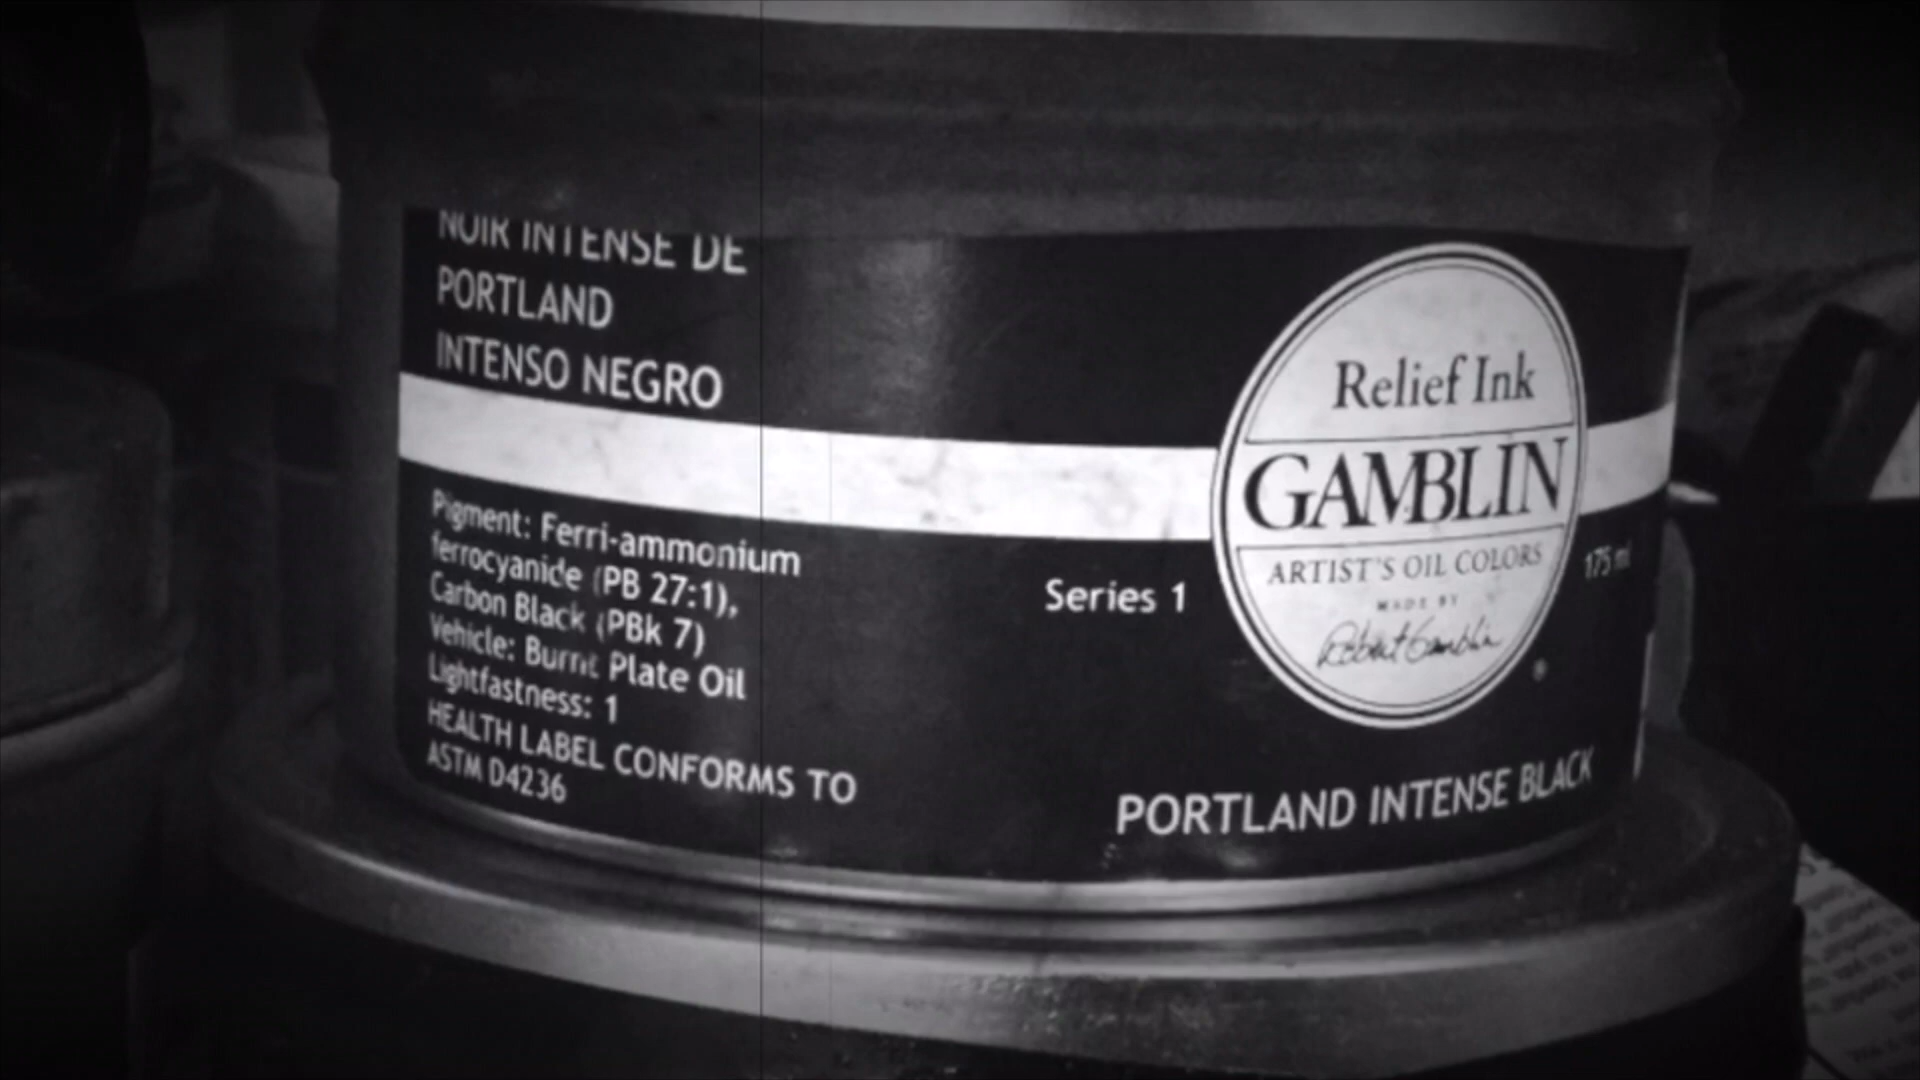 NOIR INTENSE DE
PORTLAND
INTENSO NEGRO
Pigment: Ferri-ammonium
ferrocyanide (PB 27:1),
Carbon Black (PBk 7)
Vehicle: Burnt Plate Oil
Lightfastness: 1
HEALTH LABEL CONFORMS TO
ASTM D4236
Series 1
Relief Ink
GAMBLIN
ARTIST'S OIL COLORS
MADE BY
Robert Gamblin
175 ml
PORTLAND INTENSE BLACK